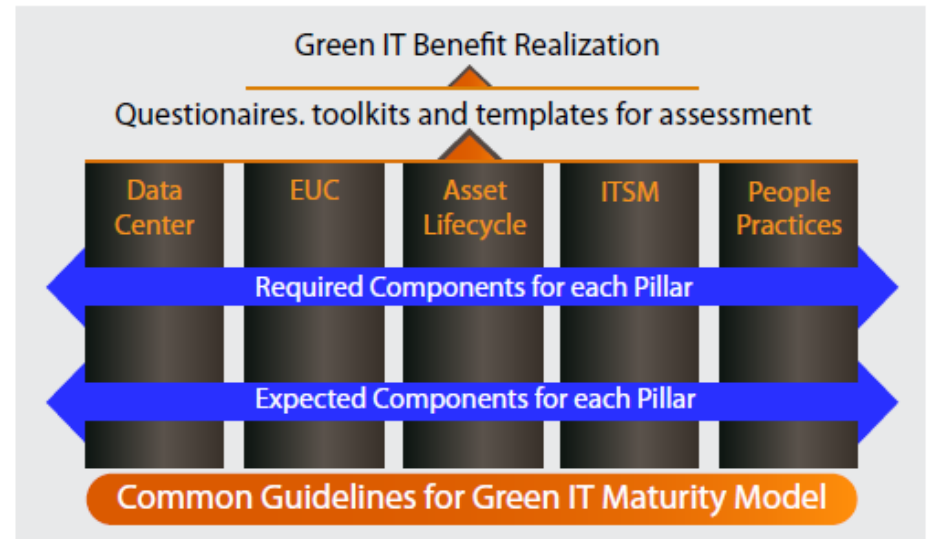 Green IT Benefit Realization
Questionaires. toolkits and templates for assessment
Data
Center
EUC
Asset
Lifecycle
ITSM
People
Practices
Required Components for each Pillar
Expected Components for each Pillar
Common Guidelines for Green IT Maturity Model